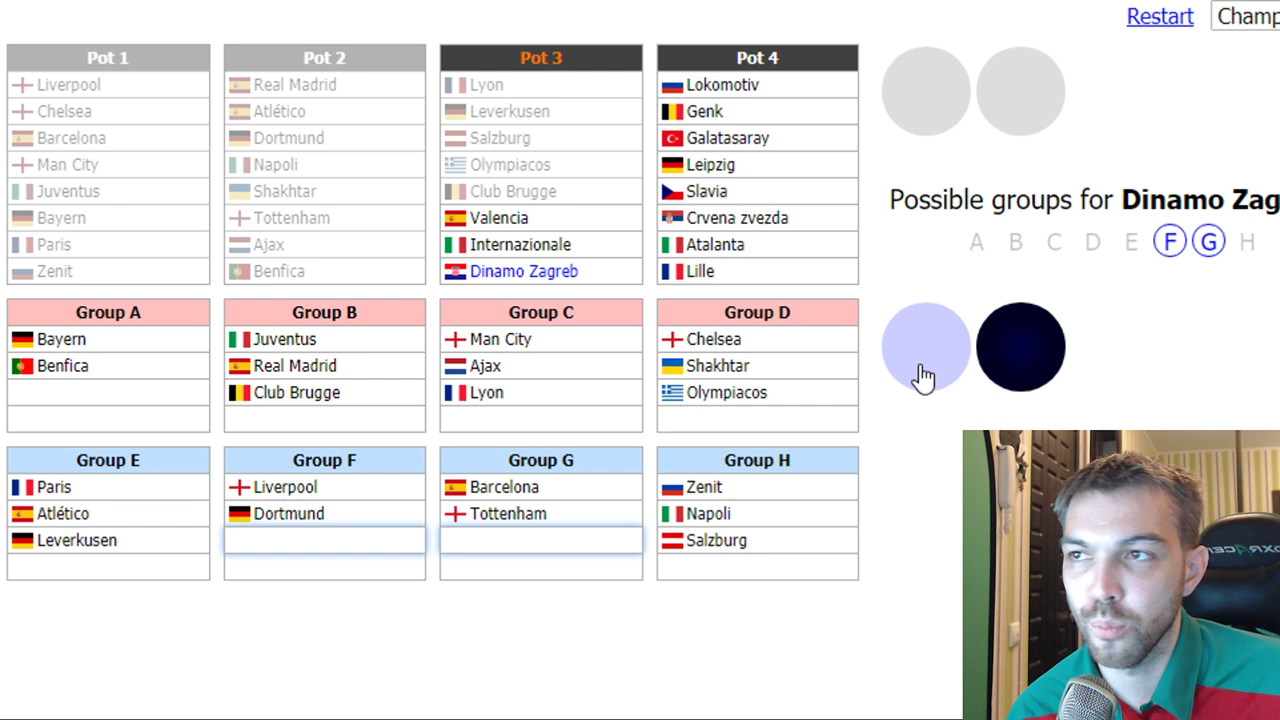 Restart Champ
Pot 1
Liverpool
Chelsea
Barcelona
Man City
Juventus
Bayern
Paris
Zenit
Pot 2
Real Madrid
Atlético
Dortmund
Napoli
Shakhtar
Tottenham
Ajax
Benfica
Pot 3
Lyon
Leverkusen
Salzburg
Olympiacos
Club Brugge
Valencia
Internazionale
Dinamo Zagreb
Pot 4
Lokomotiv
Genk
Galatasaray
Leipzig
Slavia
Crvena zvezda
Atalanta
Lille
Possible groups for Dinamo Zag
A B C D E F G H
Group A
Bayern
Benfica
Group B
Juventus
Real Madrid
Club Brugge
Group C
Man City
Ajax
Lyon
Group D
Chelsea
Shakhtar
Olympiacos
Group E
Paris
Atlético
Leverkusen
Group F
Liverpool
Dortmund
Group G
Barcelona
Tottenham
Group H
Zenit
Napoli
Salzburg